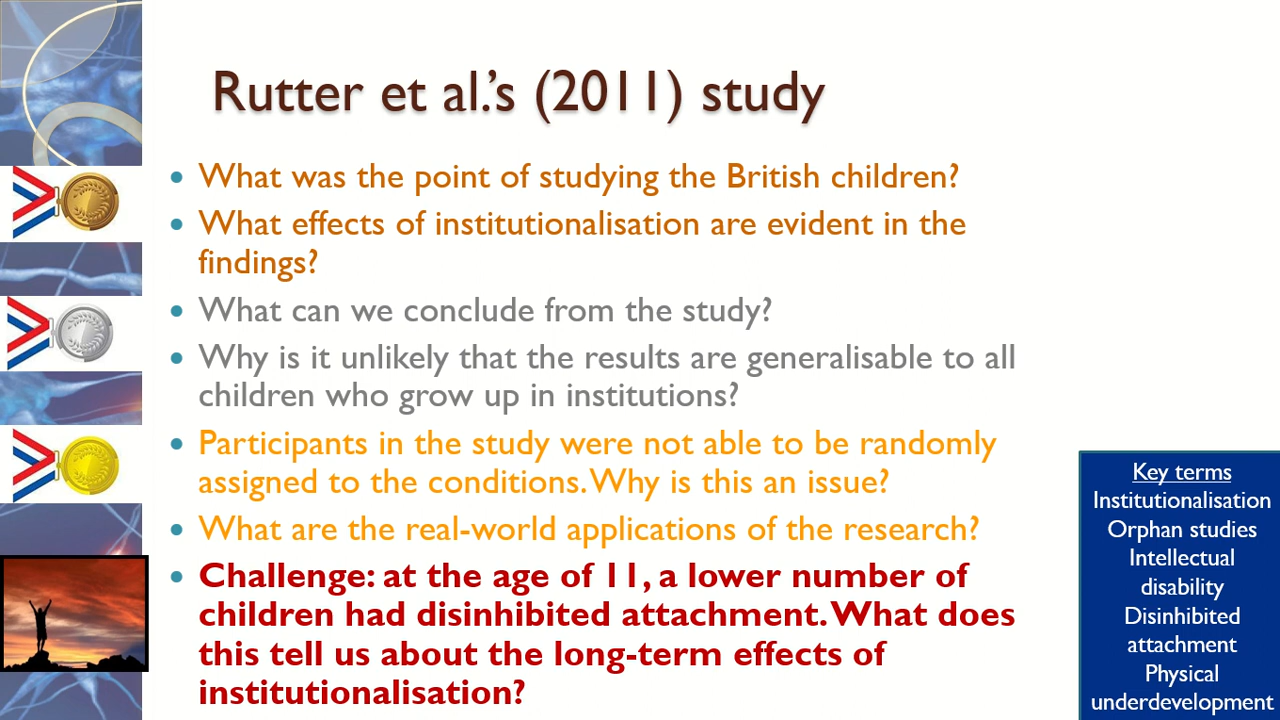 Rutter et al.’s (2011) study
• What was the point of studying the British children?
• What effects of institutionalisation are evident in the
findings?
• What can we conclude from the study?
• Why is it unlikely that the results are generalisable to all
children who grow up in institutions?
• Participants in the study were not able to be randomly
assigned to the conditions. Why is this an issue?
• What are the real-world applications of the research?
• Challenge: at the age of 11, a lower number of
children had disinhibited attachment. What does
this tell us about the long-term effects of
institutionalisation?
Key terms
Institutionalisation
Orphan studies
Intellectual
disability
Disinhibited
attachment
Physical
underdevelopment